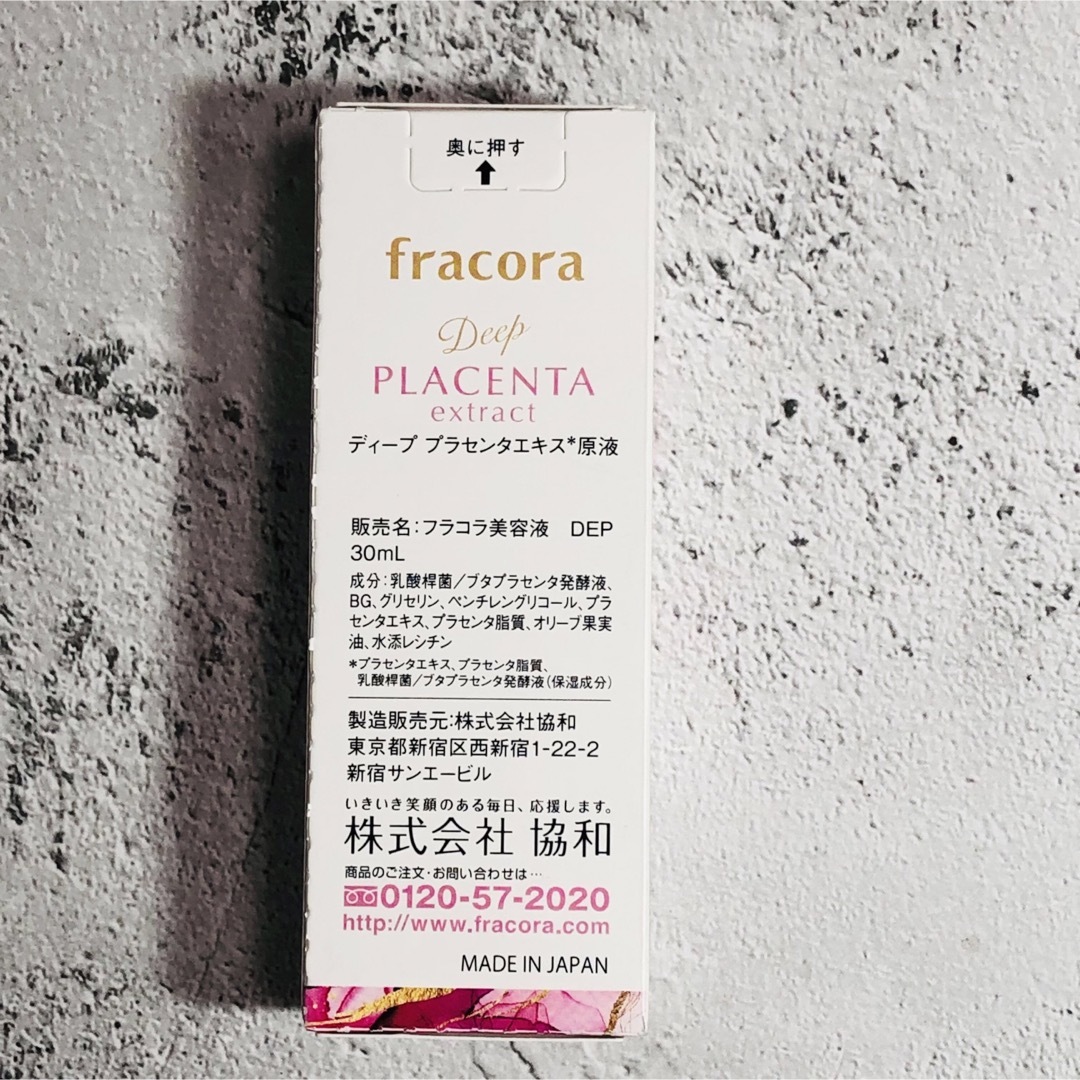 奥に押す
↑
fracora
Deep
PLACENTA
extract
ディープ プラセンタエキス*原液
販売名:フラコラ美容液 DEP
30mL
成分:乳酸桿菌/ブタプラセンタ発酵液、
BG、グリセリン、ペンチレングリコール、プラ
センタエキス、プラセンタ脂質、オリーブ果実
油、水添レシチン
*プラセンタエキス、プラセンタ脂質、
乳酸桿菌/ブタプラセンタ発酵液(保湿成分)
製造販売元:株式会社協和
東京都新宿区西新宿1-22-2
新宿サンエービル
いきいき笑顔のある毎日、応援します。
株式会社 協和
商品のご注文・お問い合わせは…
0120-57-2020
http://www.fracora.com
MADE IN JAPAN